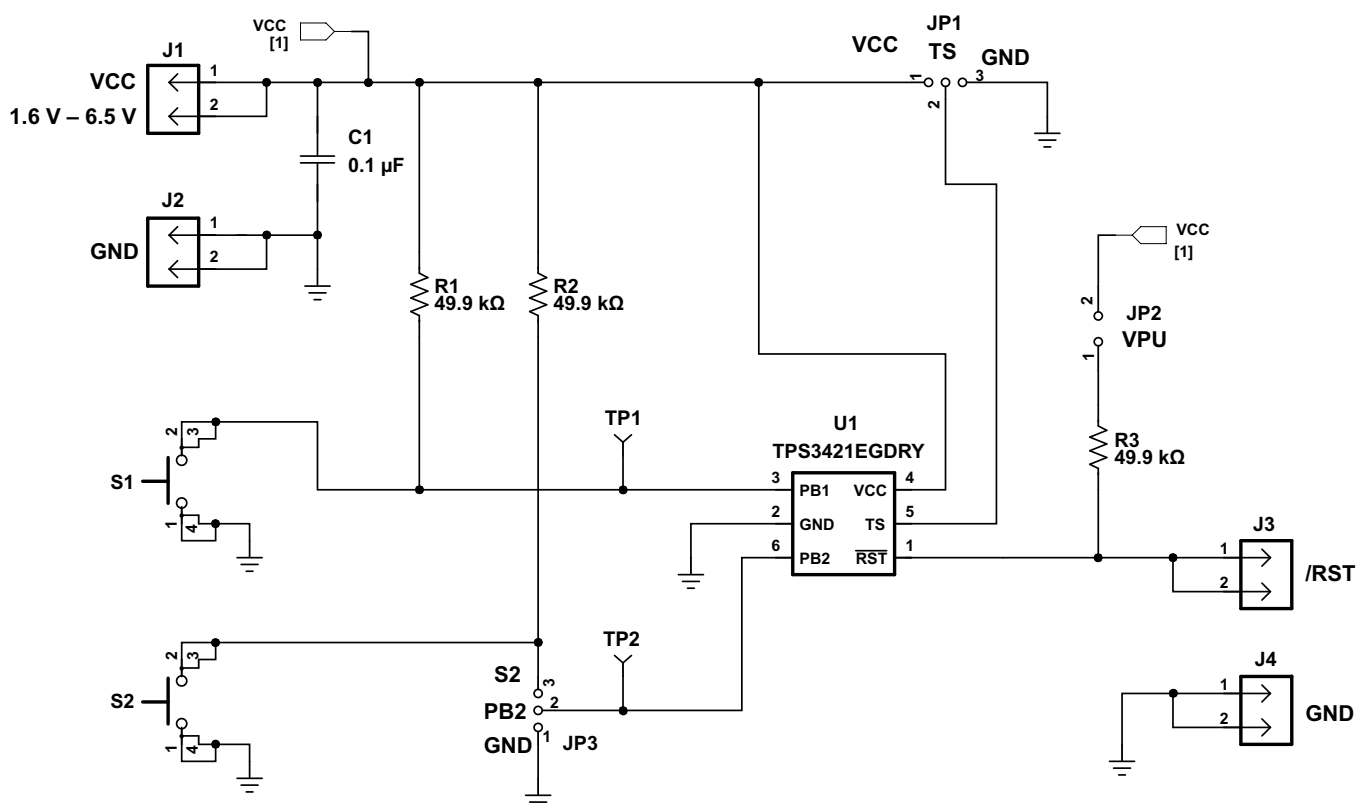 VCC
[1]
J1
VCC
1.6 V – 6.5 V
1
2
C1
0.1 µF
J2
GND
1
2
R1
49.9 kΩ
R2
49.9 kΩ
JP1
VCC
TS
GND
1
2
3
VCC
[1]
2
JP2
VPU
1
R3
49.9 kΩ
S1
2
3
1
4
TP1
U1
TPS3421EGDRY
3
PB1
VCC
4
2
GND
TS
5
6
PB2
RST
1
J3
1
2
/RST
S2
2
3
1
4
S2
3
PB2
2
GND
1
JP3
TP2
J4
1
2
GND